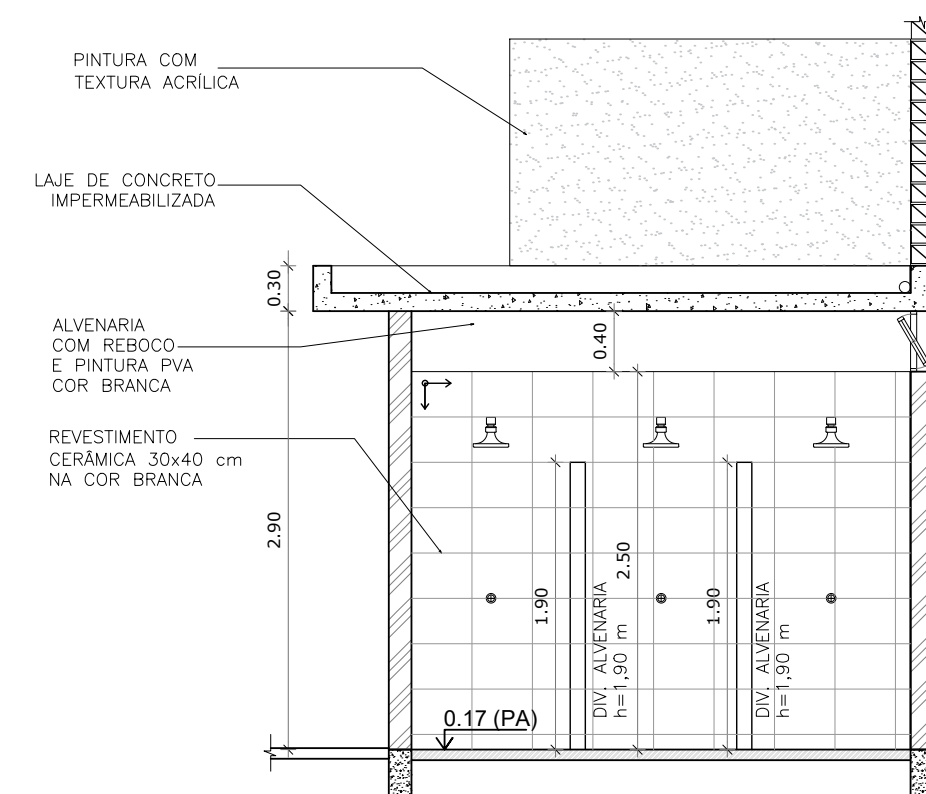 PINTURA COM
TEXTURA ACRÍLICA
LAJE DE CONCRETO
IMPERMEABILIZADA
0.30
ALVENARIA
COM REBOCO
E PINTURA PVA
COR BRANCA
0.40
REVESTIMENTO
CERÂMICA 30x40 cm
NA COR BRANCA
2.90
2.50
1.90
DIV. ALVENARIA
h=1,90 m
1.90
DIV. ALVENARIA
h=1,90 m
0.17 (PA)